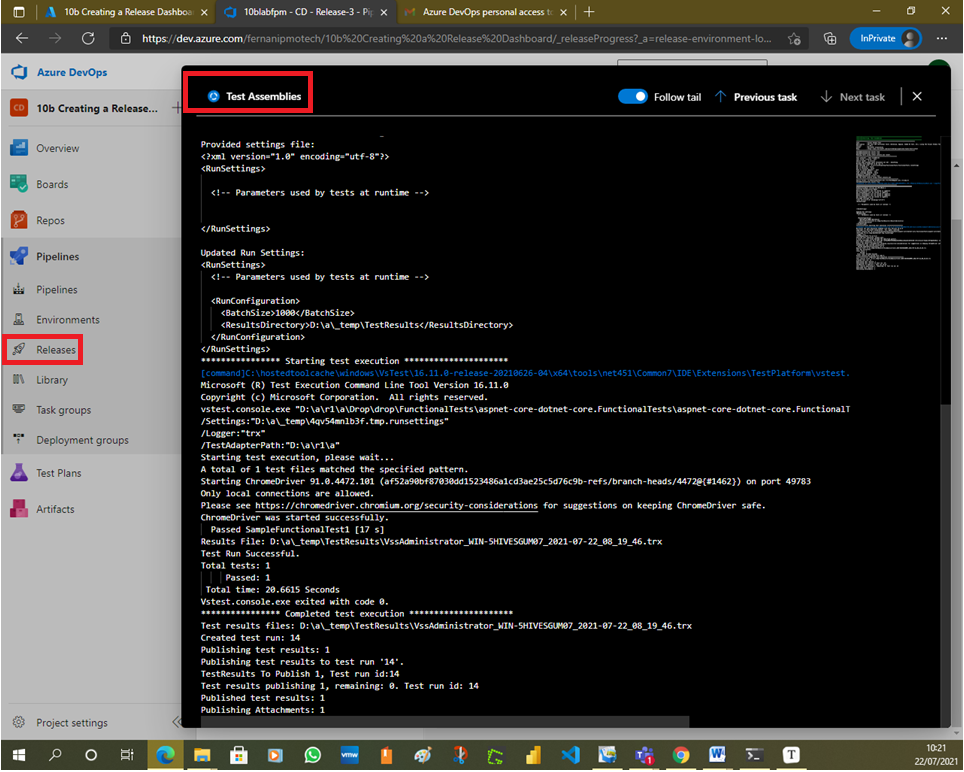 10b Creating a Release Dashboa
10blabfpm - CD - Release-3 - Pip
Azure DevOps personal access to
https://dev.azure.com/fernanipmotech/10b%20Creating%20a%20Release%20Dashboard/_releaseProgress?_a=release-environment-lo...
InPrivate
Azure DevOps
CD
10b Creating a Release...
Overview
Boards
Repos
Pipelines
Pipelines
Environments
Releases
Library
Task groups
Deployment groups
Test Plans
Artifacts
Project settings
Test Assemblies
Follow tail
Previous task
Next task
Provided settings file:
<?xml version="1.0" encoding="utf-8"?>
<RunSettings>
<!-- Parameters used by tests at runtime -->
</RunSettings>
Updated Run Settings:
<RunSettings>
<!-- Parameters used by tests at runtime -->
<RunConfiguration>
<BatchSize>1000</BatchSize>
<ResultsDirectory>D:\a\_temp\TestResults</ResultsDirectory>
</RunConfiguration>
</RunSettings>
**************** Starting test execution *********************
[command]C:\hostedtoolcache\windows\VsTest\16.11.0-release-20210626-04\x64\tools\net451\Common7\IDE\Extensions\TestPlatform\vstest.
Microsoft (R) Test Execution Command Line Tool Version 16.11.0
Copyright (c) Microsoft Corporation.  All rights reserved.
vstest.console.exe "D:\a\r1\a\Drop\drop\FunctionalTests\aspnet-core-dotnet-core.FunctionalTests\aspnet-core-dotnet-core.FunctionalT
/Settings:"D:\a\_temp\4qv54mnlb3f.tmp.runsettings"
/Logger:"trx"
/TestAdapterPath:"D:\a\r1\a"
Starting test execution, please wait...
A total of 1 test files matched the specified pattern.
Starting ChromeDriver 91.0.4472.101 (af52a90bf87030dd1523486a1cd3ae25c5d76c9b-refs/branch-heads/4472@{#1462}) on port 49783
Only local connections are allowed.
Please see https://chromedriver.chromium.org/security-considerations for suggestions on keeping ChromeDriver safe.
ChromeDriver was started successfully.
Passed SampleFunctionalTest1 [17 s]
Results File: D:\a\_temp\TestResults\VssAdministrator_WIN-5HIVESGUM07_2021-07-22_08_19_46.trx
Test Run Successful.
Total tests: 1
Passed: 1
Total time: 20.6615 Seconds
Vstest.console.exe exited with code 0.
**************** Completed test execution *********************
Test results files: D:\a\_temp\TestResults\VssAdministrator_WIN-5HIVESGUM07_2021-07-22_08_19_46.trx
Created test run: 14
Publishing test results: 1
Publishing test results to test run '14'.
TestResults To Publish 1, Test run id:14
Test results publishing 1, remaining: 0. Test run id: 14
Published test results: 1
Publishing Attachments: 1
vmw
1
W
T
10:21
22/07/2021